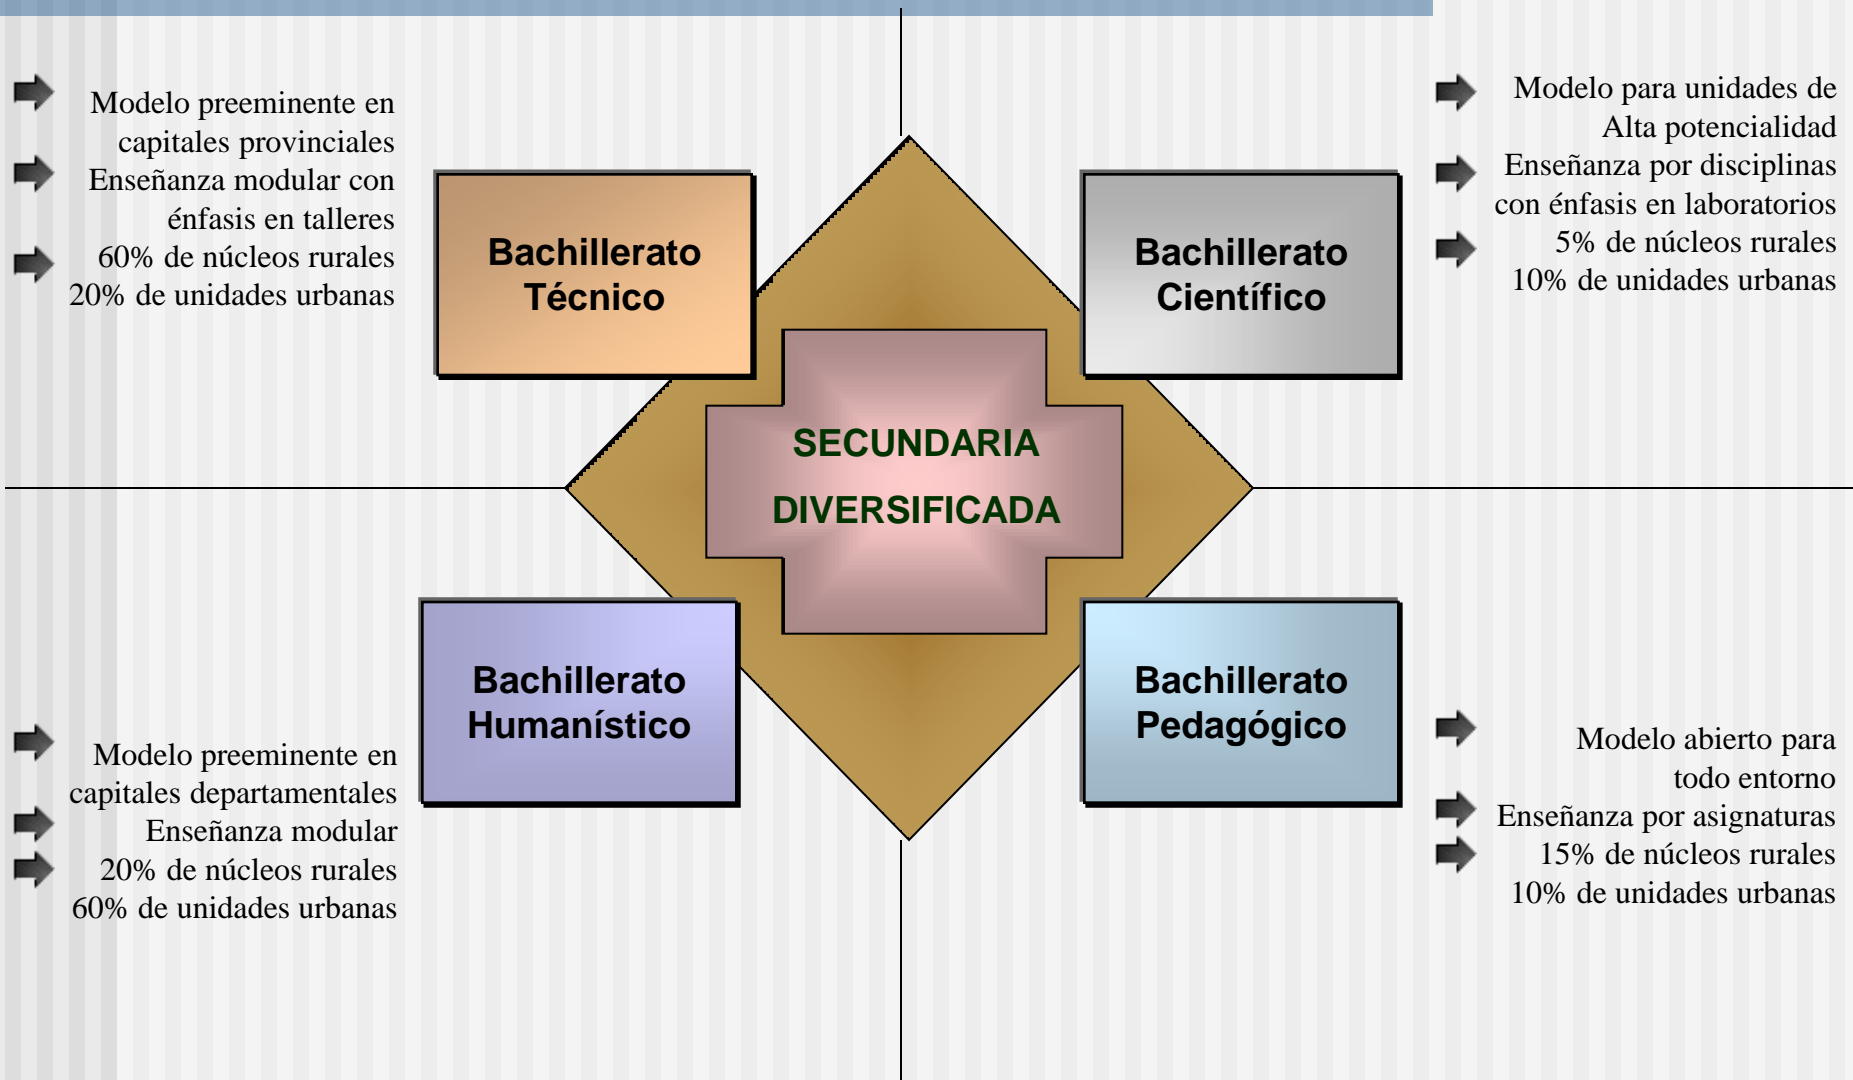 Modelo preeminente en
capitales provinciales
Enseñanza modular con
énfasis en talleres
60% de núcleos rurales
20% de unidades urbanas
Bachillerato
Técnico
Bachillerato
Científico
Modelo para unidades de
Alta potencialidad
Enseñanza por disciplinas
con énfasis en laboratorios
5% de núcleos rurales
10% de unidades urbanas
SECUNDARIA
DIVERSIFICADA
Modelo preeminente en
capitales departamentales
Enseñanza modular
20% de núcleos rurales
60% de unidades urbanas
Bachillerato
Humanístico
Bachillerato
Pedagógico
Modelo abierto para
todo entorno
Enseñanza por asignaturas
15% de núcleos rurales
10% de unidades urbanas